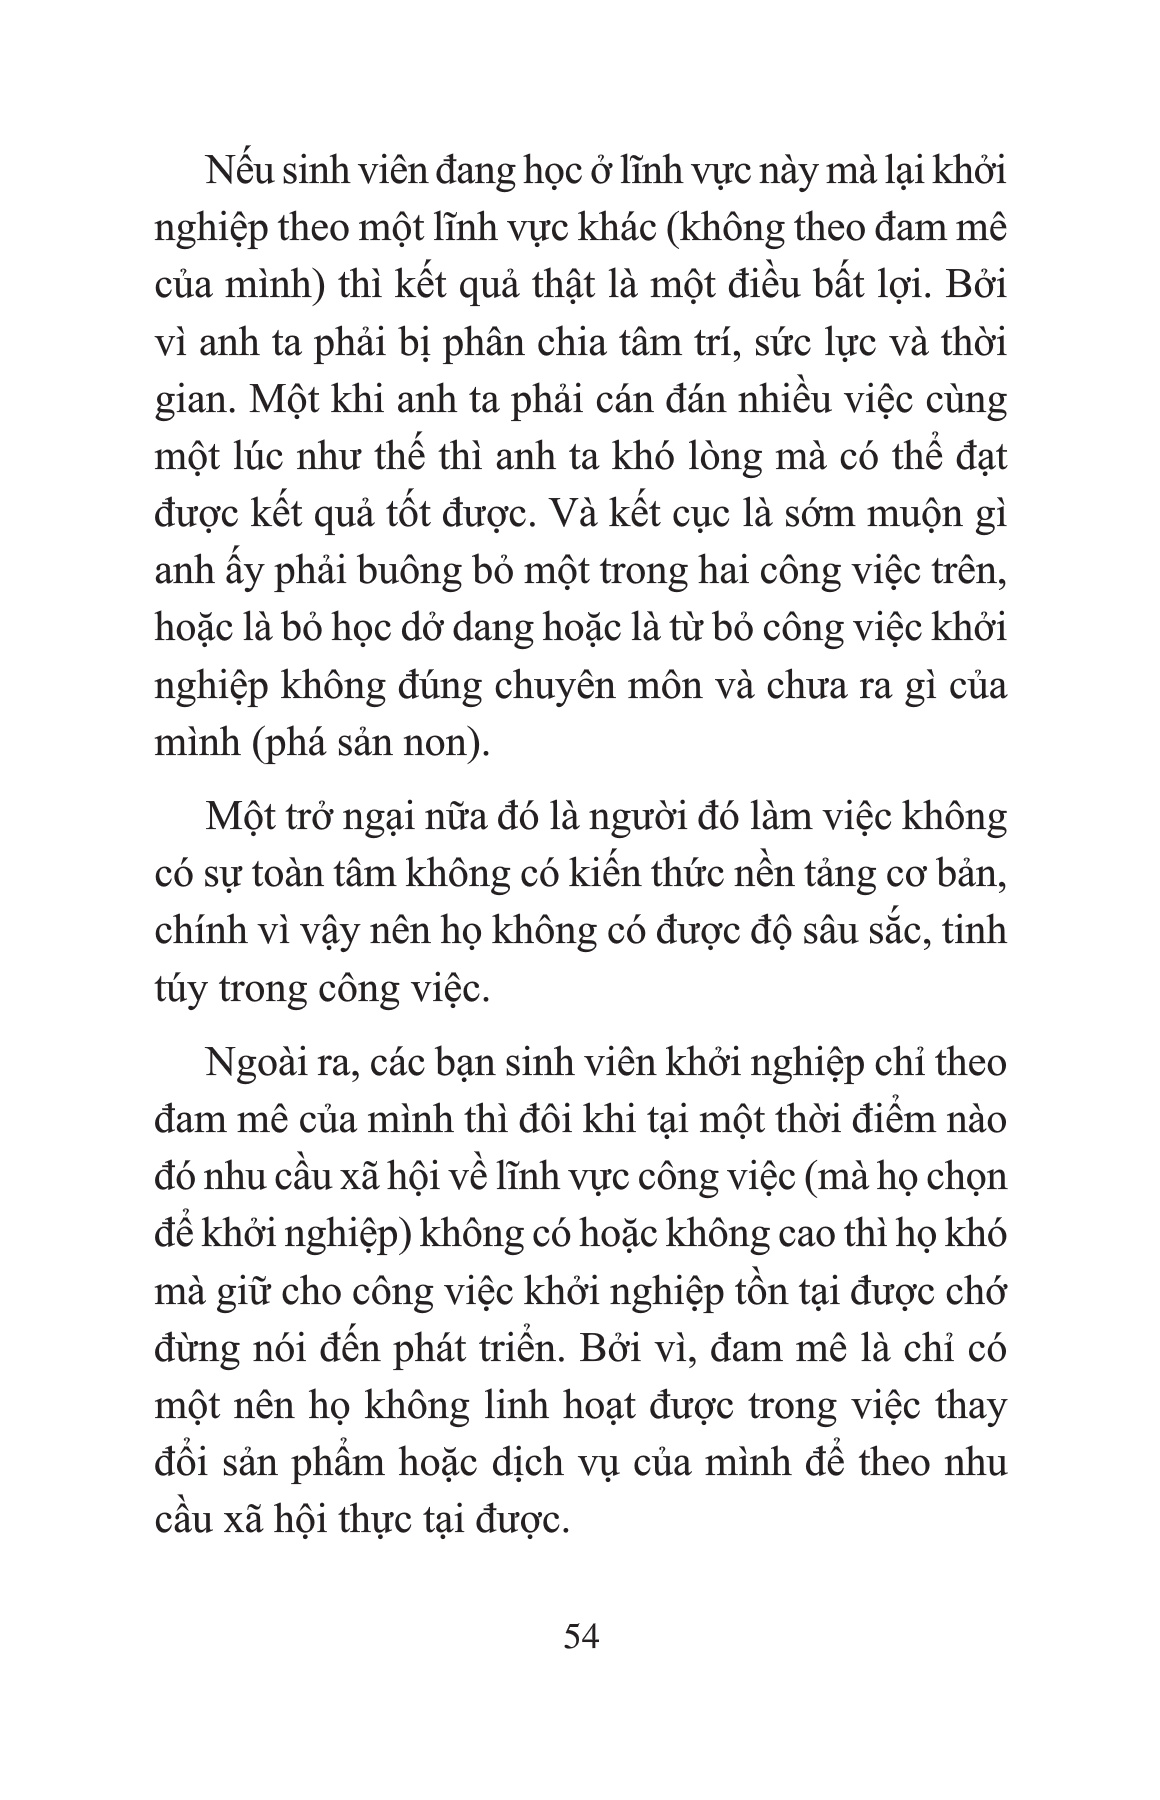 Nếu sinh viên đang học ở lĩnh vực này mà lại khởi
nghiệp theo một lĩnh vực khác (không theo đam mê
của mình) thì kết quả thật là một điều bất lợi. Bởi
vì anh ta phải bị phân chia tâm trí, sức lực và thời
gian. Một khi anh ta phải cán đán nhiều việc cùng
một lúc như thế thì anh ta khó lòng mà có thể đạt
được kết quả tốt được. Và kết cục là sớm muộn gì
anh ấy phải buông bỏ một trong hai công việc trên,
hoặc là bỏ học dở dang hoặc là từ bỏ công việc khởi
nghiệp không đúng chuyên môn và chưa ra gì của
mình (phá sản non).
Một trở ngại nữa đó là người đó làm việc không
có sự toàn tâm không có kiến thức nền tảng cơ bản,
chính vì vậy nên họ không có được độ sâu sắc, tinh
túy trong công việc.
Ngoài ra, các bạn sinh viên khởi nghiệp chỉ theo
đam mê của mình thì đôi khi tại một thời điểm nào
đó nhu cầu xã hội về lĩnh vực công việc (mà họ chọn
để khởi nghiệp) không có hoặc không cao thì họ khó
mà giữ cho công việc khởi nghiệp tồn tại được chớ
đừng nói đến phát triển. Bởi vì, đam mê là chỉ có
một nên họ không linh hoạt được trong việc thay
đổi sản phẩm hoặc dịch vụ của mình để theo nhu
cầu xã hội thực tại được.
54